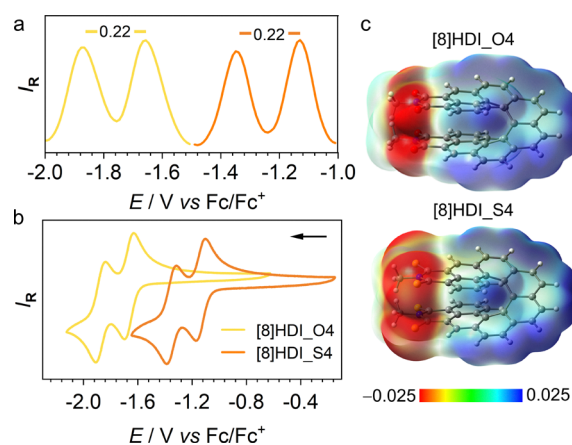 a
0.22
0.22
I_R
-2.0 -1.8 -1.6 -1.4 -1.2 -1.0
E / V vs Fc/Fc⁺
b
I_R
[8]HDI_O4
[8]HDI_S4
-2.0 -1.6 -1.2 -0.8 -0.4
E / V vs Fc/Fc⁺
c
[8]HDI_O4
[8]HDI_S4
−0.025 0.025